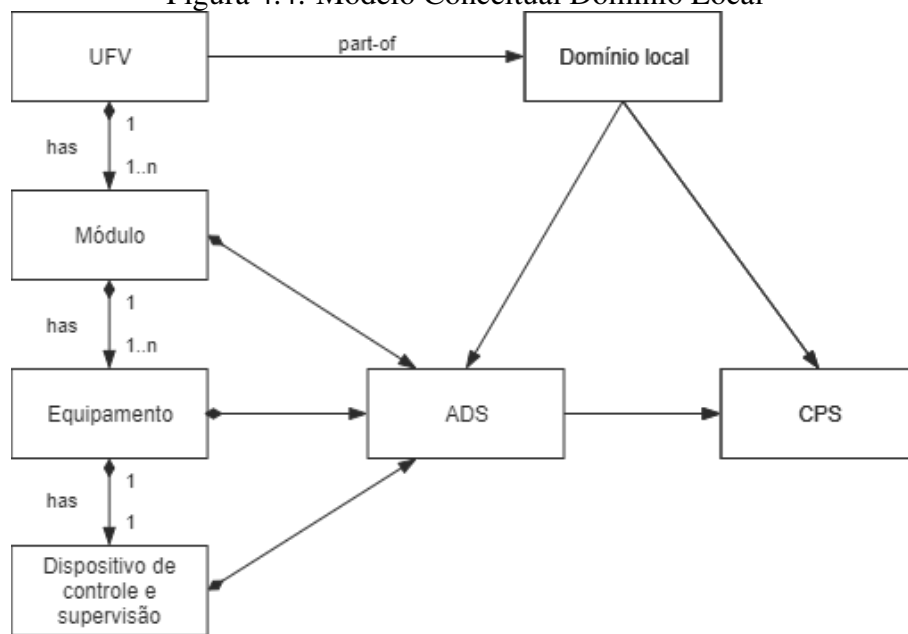 Figura 4.4: Modelo Conceitual Domínio Local
UFV
part-of
Domínio local
1
has
1..n
Módulo
1
has
1..n
Equipamento
ADS
CPS
1
has
1
Dispositivo de
controle e
supervisão